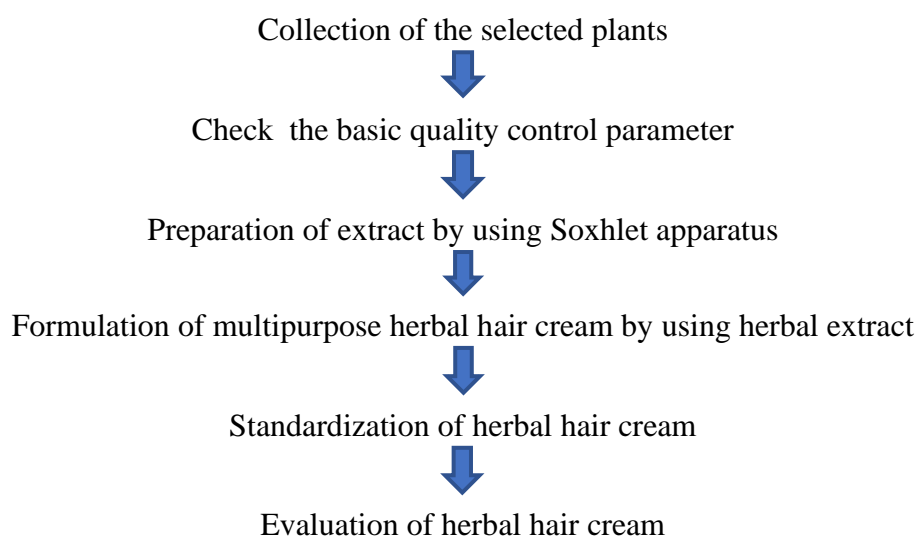 Collection of the selected plants
Check the basic quality control parameter
Preparation of extract by using Soxhlet apparatus
Formulation of multipurpose herbal hair cream by using herbal extract
Standardization of herbal hair cream
Evaluation of herbal hair cream